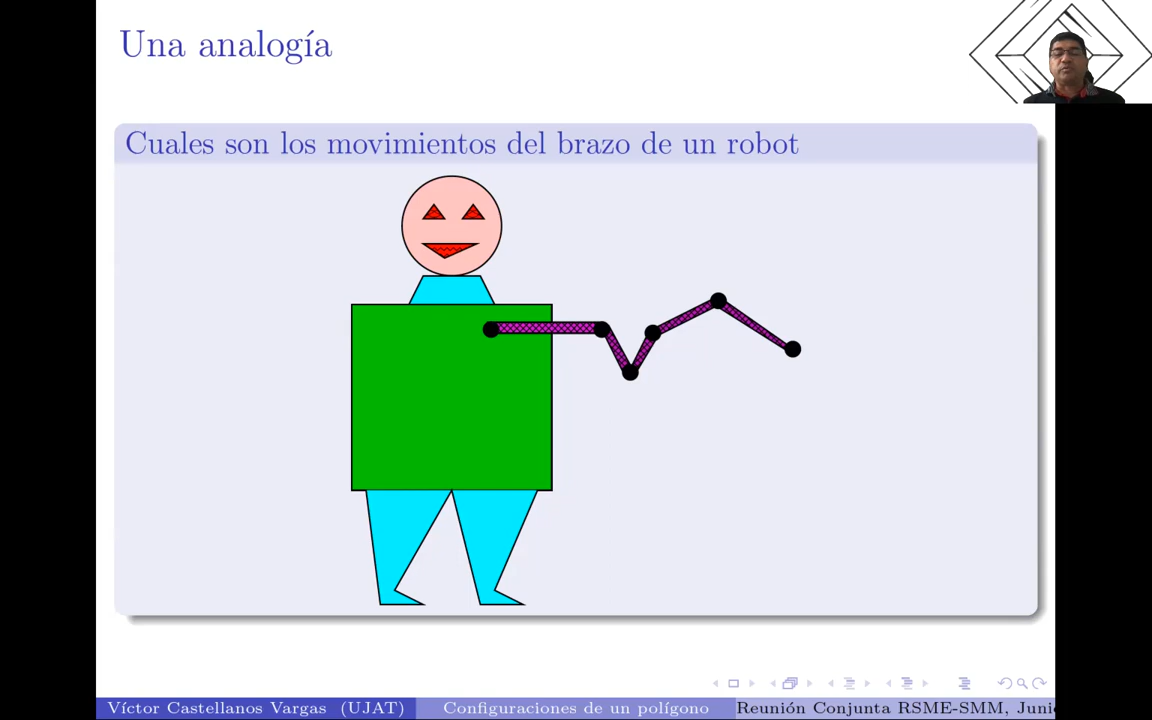 Una analogía
Cuales son los movimientos del brazo de un robot
Víctor Castellanos Vargas (UJAT)
Configuraciones de un polígono
Reunión Conjunta RSME-SMM, Juni